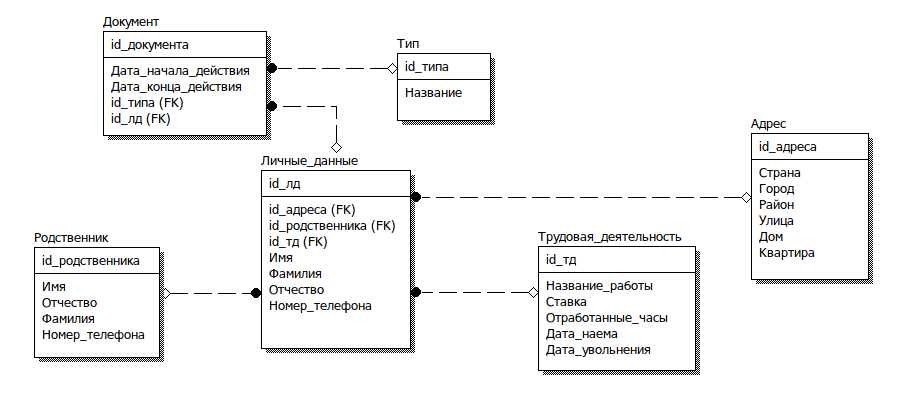 Документ
id_документа
Дата_начала_действия
Дата_конца_действия
id_типа (FK)
id_лд (FK)
Тип
id_типа
Название
Личные_данные
id_лд
id_адреса (FK)
id_родственника (FK)
id_тд (FK)
Имя
Фамилия
Отчество
Номер_телефона
Адрес
id_адреса
Страна
Город
Район
Улица
Дом
Квартира
Родственник
id_родственника
Имя
Отчество
Фамилия
Номер_телефона
Трудовая_деятельность
id_тд
Название_работы
Ставка
Отработанные_часы
Дата_наема
Дата_увольнения